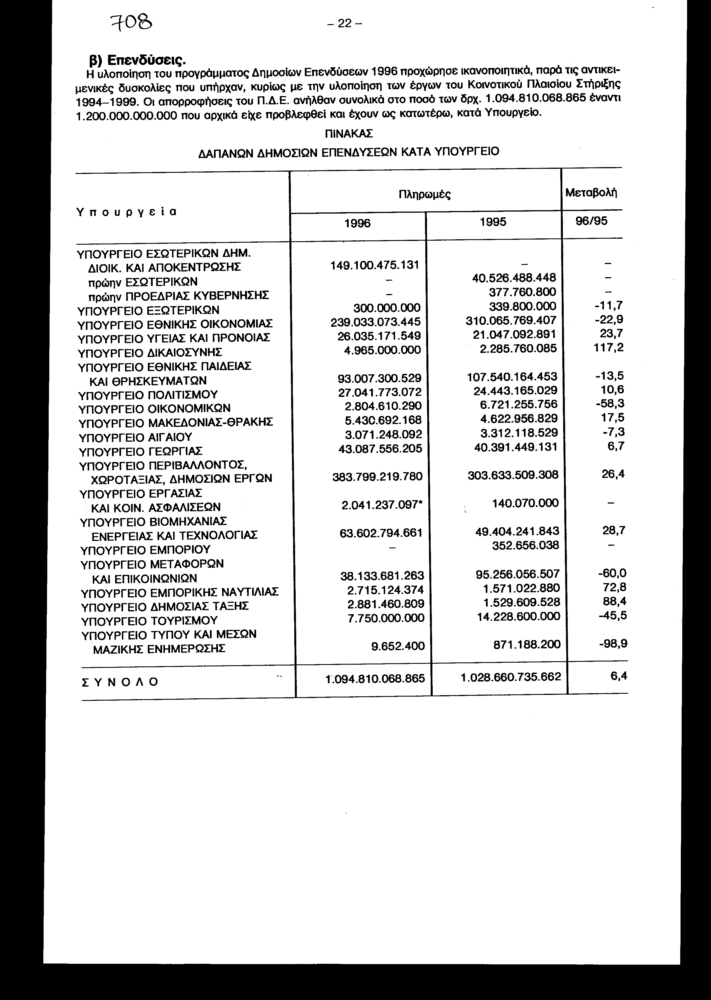 708
– 22 –
β) Επενδύσεις.
Η υλοποίηση του προγράμματος Δημοσίων Επενδύσεων 1996 προχώρησε ικανοποιητικά, παρά τις αντικει-
μενικές δυσκολίες που υπήρχαν, κυρίως με την υλοποίηση των έργων του Κοινοτικού Πλαισίου Στήριξης
1994–1999. Οι απορροφήσεις του Π.Δ.Ε. ανήλθαν συνολικά στο ποσό των δρχ. 1.094.810.068.865 έναντι
1.200.000.000.000 που αρχικά είχε προβλεφθεί και έχουν ως κατωτέρω, κατά Υπουργείο.
ΠΙΝΑΚΑΣ
ΔΑΠΑΝΩΝ ΔΗΜΟΣΙΩΝ ΕΠΕΝΔΥΣΕΩΝ ΚΑΤΑ ΥΠΟΥΡΓΕΙΟ
Πληρωμές Μεταβολή
Υπουργεία
1996 1995 96/95
ΥΠΟΥΡΓΕΙΟ ΕΣΩΤΕΡΙΚΩΝ ΔΗΜ.
ΔΙΟΙΚ. ΚΑΙ ΑΠΟΚΕΝΤΡΩΣΗΣ 149.100.475.131 – –
πρώην ΕΣΩΤΕΡΙΚΩΝ – 40.526.488.448 –
πρώην ΠΡΟΕΔΡΙΑΣ ΚΥΒΕΡΝΗΣΗΣ – 377.760.800 –
ΥΠΟΥΡΓΕΙΟ ΕΞΩΤΕΡΙΚΩΝ 300.000.000 339.800.000 -11,7
ΥΠΟΥΡΓΕΙΟ ΕΘΝΙΚΗΣ ΟΙΚΟΝΟΜΙΑΣ 239.033.073.445 310.065.769.407 -22,9
ΥΠΟΥΡΓΕΙΟ ΥΓΕΙΑΣ ΚΑΙ ΠΡΟΝΟΙΑΣ 26.035.171.549 21.047.092.891 23,7
ΥΠΟΥΡΓΕΙΟ ΔΙΚΑΙΟΣΥΝΗΣ 4.965.000.000 2.285.760.085 117,2
ΥΠΟΥΡΓΕΙΟ ΕΘΝΙΚΗΣ ΠΑΙΔΕΙΑΣ
ΚΑΙ ΘΡΗΣΚΕΥΜΑΤΩΝ 93.007.300.529 107.540.164.453 -13,5
ΥΠΟΥΡΓΕΙΟ ΠΟΛΙΤΙΣΜΟΥ 27.041.773.072 24.443.165.029 10,6
ΥΠΟΥΡΓΕΙΟ ΟΙΚΟΝΟΜΙΚΩΝ 2.804.610.290 6.721.255.756 -58,3
ΥΠΟΥΡΓΕΙΟ ΜΑΚΕΔΟΝΙΑΣ-ΘΡΑΚΗΣ 5.430.692.168 4.622.956.829 17,5
ΥΠΟΥΡΓΕΙΟ ΑΙΓΑΙΟΥ 3.071.248.092 3.312.118.529 -7,3
ΥΠΟΥΡΓΕΙΟ ΓΕΩΡΓΙΑΣ 43.087.556.205 40.391.449.131 6,7
ΥΠΟΥΡΓΕΙΟ ΠΕΡΙΒΑΛΛΟΝΤΟΣ,
ΧΩΡΟΤΑΞΙΑΣ, ΔΗΜΟΣΙΩΝ ΕΡΓΩΝ 383.799.219.780 303.633.509.308 26,4
ΥΠΟΥΡΓΕΙΟ ΕΡΓΑΣΙΑΣ
ΚΑΙ ΚΟΙΝ. ΑΣΦΑΛΙΣΕΩΝ 2.041.237.097* 140.070.000 –
ΥΠΟΥΡΓΕΙΟ ΒΙΟΜΗΧΑΝΙΑΣ
ΕΝΕΡΓΕΙΑΣ ΚΑΙ ΤΕΧΝΟΛΟΓΙΑΣ 63.602.794.661 49.404.241.843 28,7
ΥΠΟΥΡΓΕΙΟ ΕΜΠΟΡΙΟΥ – 352.656.038 –
ΥΠΟΥΡΓΕΙΟ ΜΕΤΑΦΟΡΩΝ
ΚΑΙ ΕΠΙΚΟΙΝΩΝΙΩΝ 38.133.681.263 95.256.056.507 -60,0
ΥΠΟΥΡΓΕΙΟ ΕΜΠΟΡΙΚΗΣ ΝΑΥΤΙΛΙΑΣ 2.715.124.374 1.571.022.880 72,8
ΥΠΟΥΡΓΕΙΟ ΔΗΜΟΣΙΑΣ ΤΑΞΗΣ 2.881.460.809 1.529.609.528 88,4
ΥΠΟΥΡΓΕΙΟ ΤΟΥΡΙΣΜΟΥ 7.750.000.000 14.228.600.000 -45,5
ΥΠΟΥΡΓΕΙΟ ΤΥΠΟΥ ΚΑΙ ΜΕΣΩΝ
ΜΑΖΙΚΗΣ ΕΝΗΜΕΡΩΣΗΣ 9.652.400 871.188.200 -98,9
ΣΥΝΟΛΟ 1.094.810.068.865 1.028.660.735.662 6,4